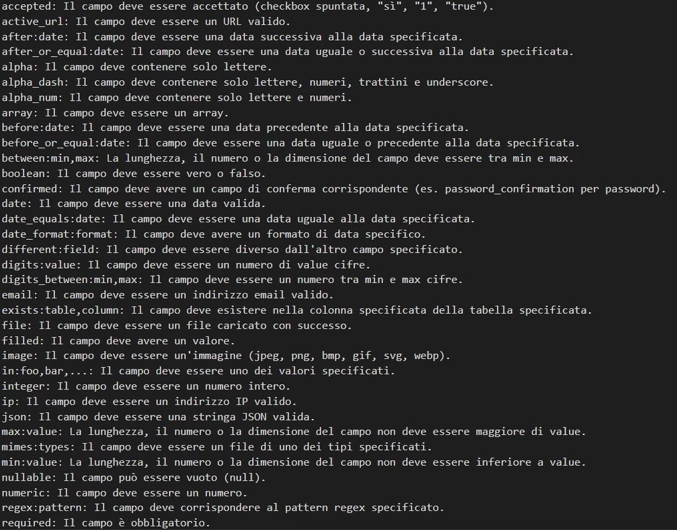 accepted: Il campo deve essere accettato (checkbox spuntata, "sì", "1", "true").
active_url: Il campo deve essere un URL valido.
after:date: Il campo deve essere una data successiva alla data specificata.
after_or_equal:date: Il campo deve essere una data uguale o successiva alla data specificata.
alpha: Il campo deve contenere solo lettere.
alpha_dash: Il campo deve contenere solo lettere, numeri, trattini e underscore.
alpha_num: Il campo deve contenere solo lettere e numeri.
array: Il campo deve essere un array.
before:date: Il campo deve essere una data precedente alla data specificata.
before_or_equal:date: Il campo deve essere una data uguale o precedente alla data specificata.
between:min,max: La lunghezza, il numero o la dimensione del campo deve essere tra min e max.
boolean: Il campo deve essere vero o falso.
confirmed: Il campo deve avere un campo di conferma corrispondente (es. password_confirmation per password).
date: Il campo deve essere una data valida.
date_equals:date: Il campo deve essere una data uguale alla data specificata.
date_format:format: Il campo deve avere un formato di data specifico.
different:field: Il campo deve essere diverso dall'altro campo specificato.
digits:value: Il campo deve essere un numero di value cifre.
digits_between:min,max: Il campo deve essere un numero tra min e max cifre.
email: Il campo deve essere un indirizzo email valido.
exists:table,column: Il campo deve esistere nella colonna specificata della tabella specificata.
file: Il campo deve essere un file caricato con successo.
filled: Il campo deve avere un valore.
image: Il campo deve essere un'immagine (jpeg, png, bmp, gif, svg, webp).
in:foo,bar,...: Il campo deve essere uno dei valori specificati.
integer: Il campo deve essere un numero intero.
ip: Il campo deve essere un indirizzo IP valido.
json: Il campo deve essere una stringa JSON valida.
max:value: La lunghezza, il numero o la dimensione del campo non deve essere maggiore di value.
mimes:types: Il campo deve essere un file di uno dei tipi specificati.
min:value: La lunghezza, il numero o la dimensione del campo non deve essere inferiore a value.
nullable: Il campo può essere vuoto (null).
numeric: Il campo deve essere un numero.
regex:pattern: Il campo deve corrispondere al pattern regex specificato.
required: Il campo è obbligatorio.